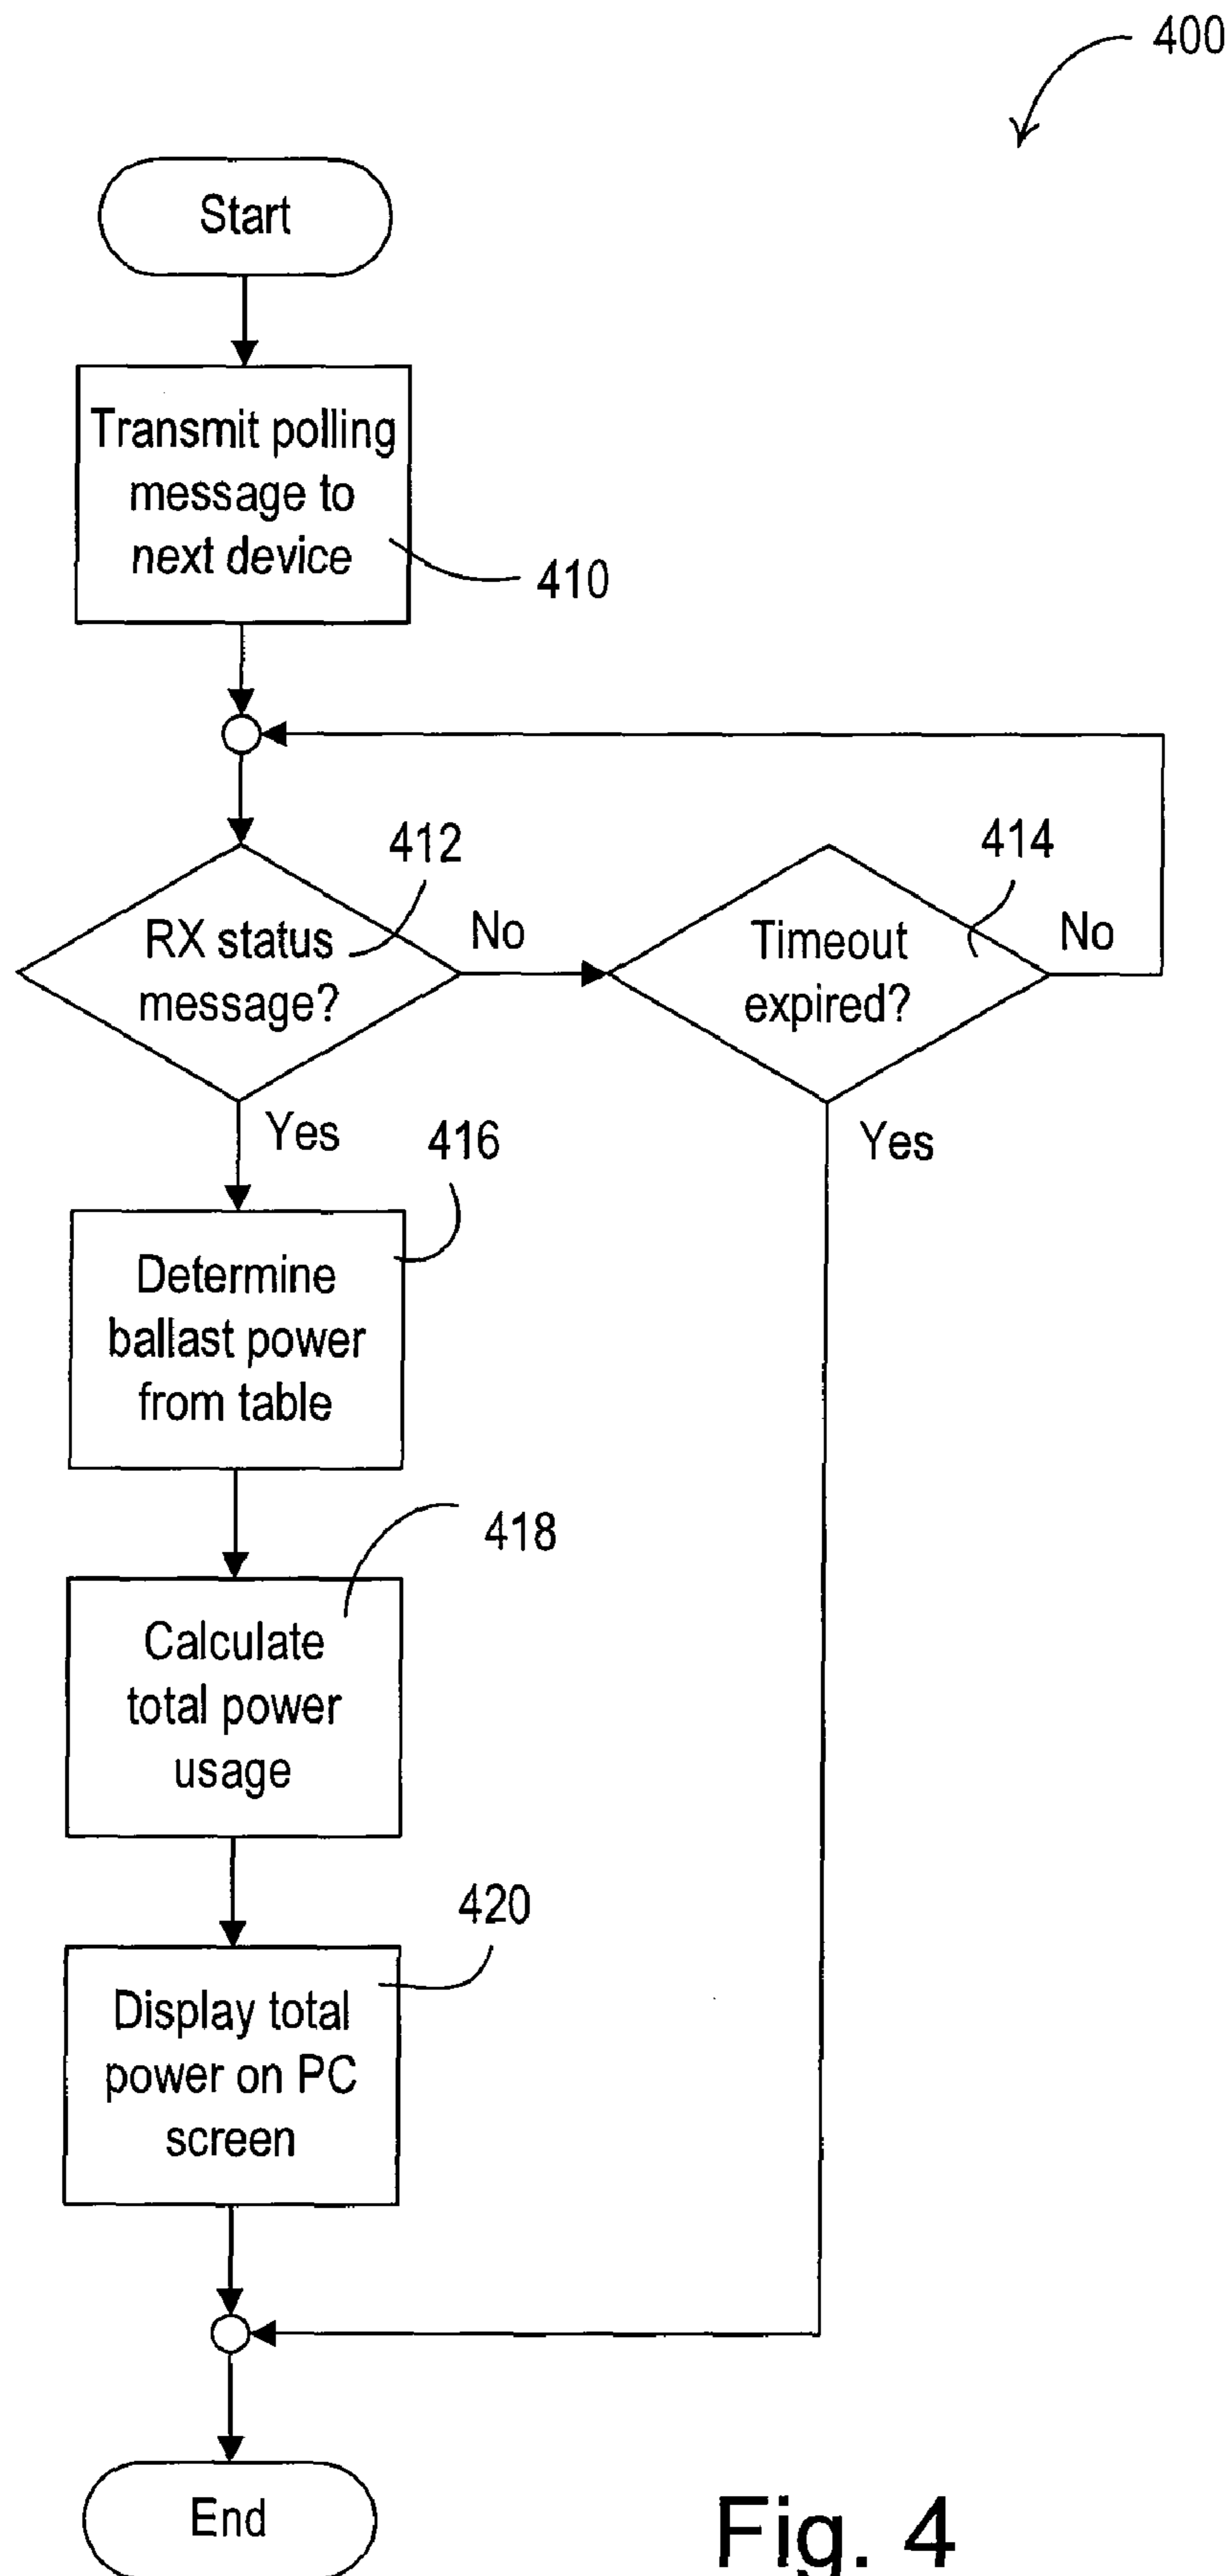 400
Start
Transmit polling
message to
next device
410
412
RX status
message?
No
414
Timeout
expired?
No
Yes
Yes
416
Determine
ballast power
from table
418
Calculate
total power
usage
420
Display total
power on PC
screen
End
Fig. 4